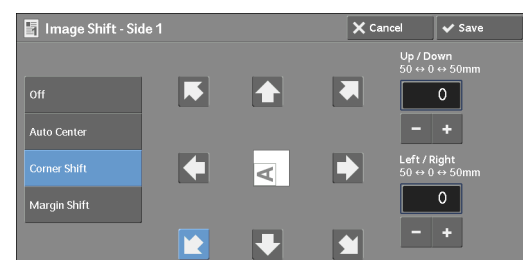 Image Shift - Side 1
Cancel
Save
Up / Down
50 ↔ 0 ↔ 50mm
0
− +
Off
Auto Center
Corner Shift
Margin Shift
A
Left / Right
50 ↔ 0 ↔ 50mm
0
− +